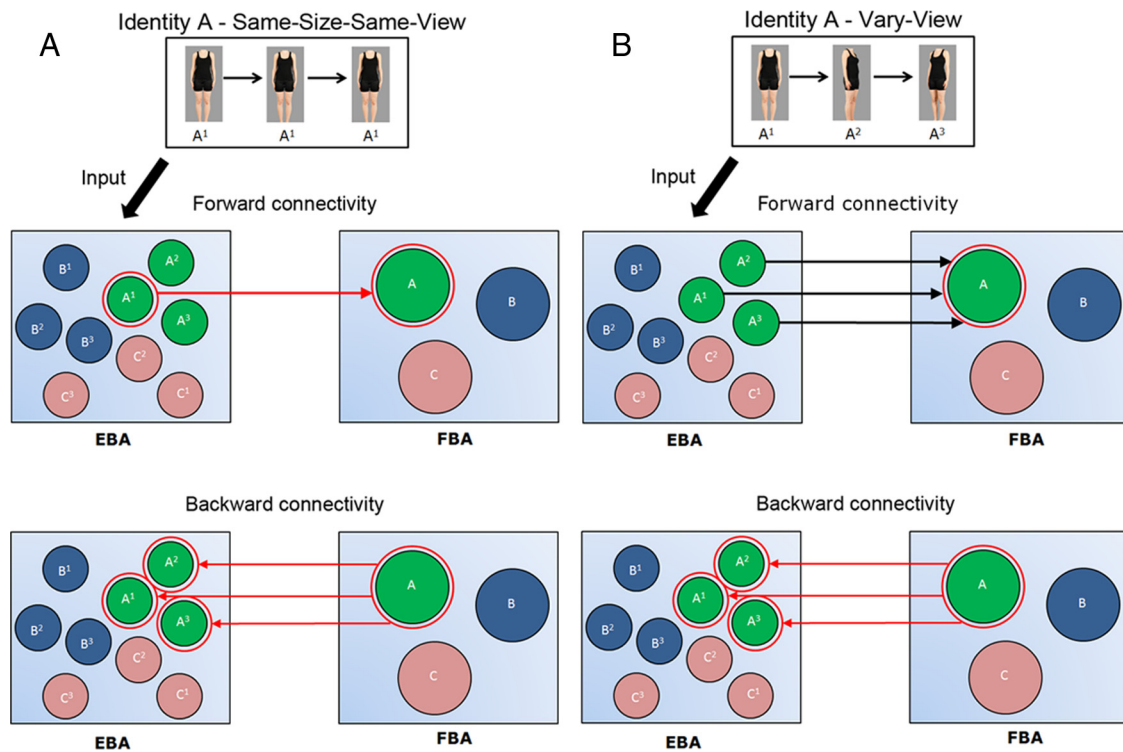 A
Identity A - Same-Size-Same-View
A¹ A¹ A¹
Input
Forward connectivity
B¹ A² A¹ A³ B² B³ C² C³ C¹
EBA
A B C
FBA
Backward connectivity
B¹ A² A¹ A³ B² B³ C² C³ C¹
EBA
A B C
FBA
B
Identity A - Vary-View
A¹ A² A³
Input
Forward connectivity
B¹ A² A¹ A³ B² B³ C² C³ C¹
EBA
A B C
FBA
Backward connectivity
B¹ A² A¹ A³ B² B³ C² C³ C¹
EBA
A B C
FBA